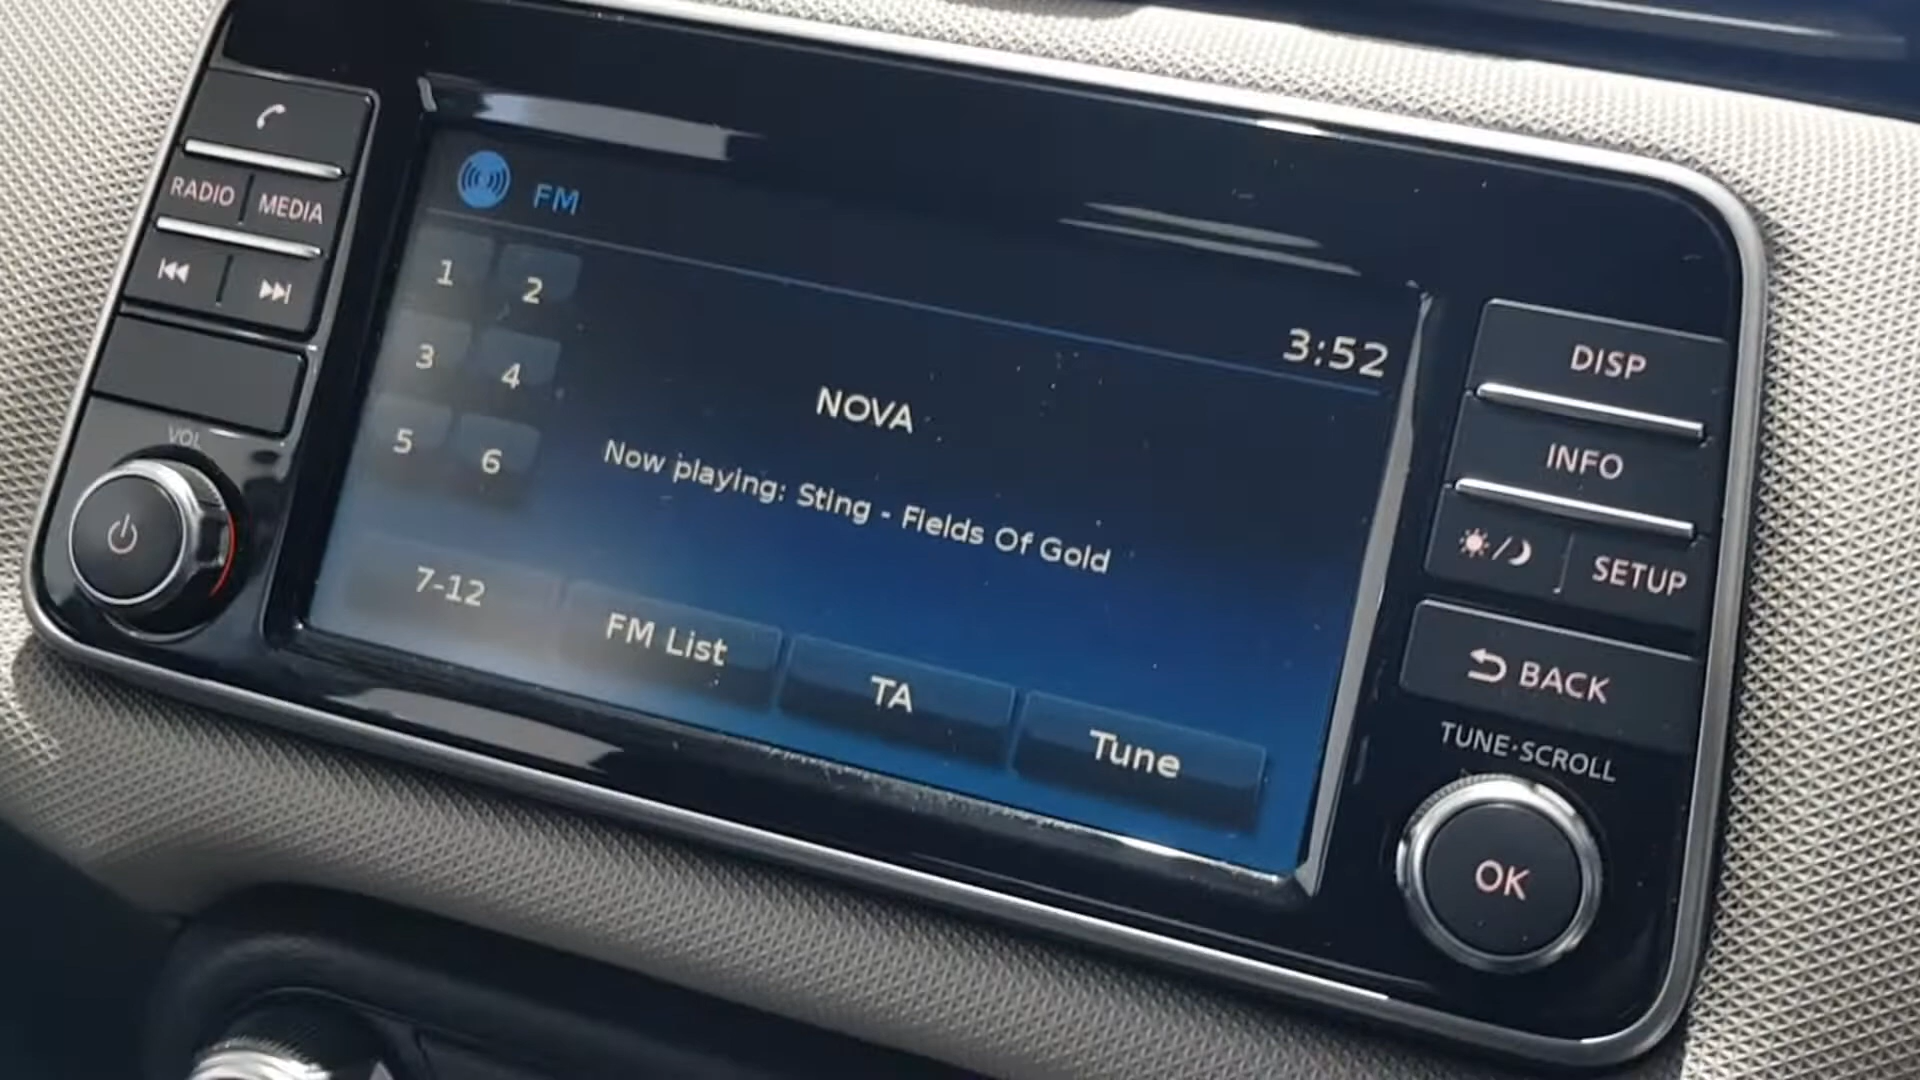 RADIO
MEDIA
VOL
FM
1
2
3
4
5
6
3:52
NOVA
Now playing: Sting - Fields Of Gold
7-12
FM List
TA
Tune
DISP
INFO
SETUP
BACK
TUNE·SCROLL
OK